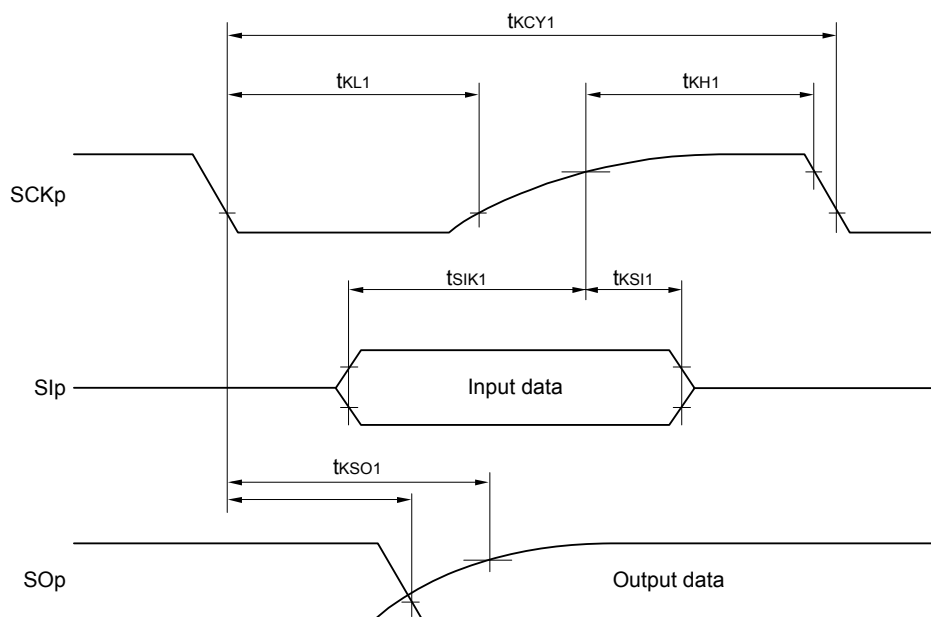 tKCY1
tKL1
tKH1
SCKp
tSIK1
tKSI1
SIp
Input data
tKSO1
SOp
Output data